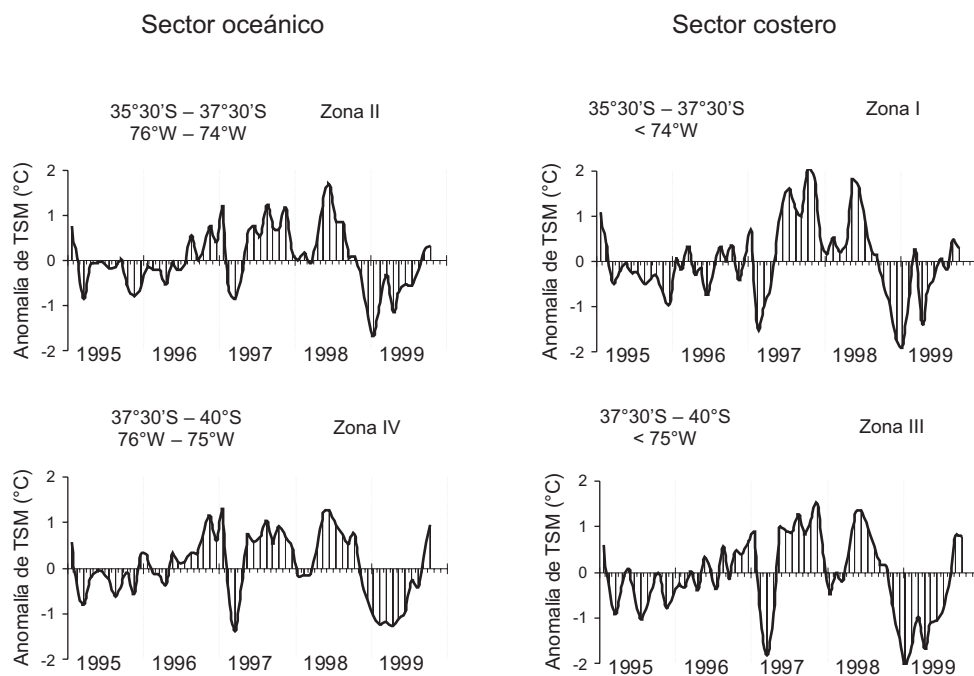 Sector oceánico
Sector costero
35°30'S – 37°30'S
76°W – 74°W
Zona II
Anomalía de TSM (°C)
2
1
0
-1
-2
1995 1996 1997 1998 1999
35°30'S – 37°30'S
< 74°W
Zona I
Anomalía de TSM (°C)
2
1
0
-1
-2
1995 1996 1997 1998 1999
37°30'S – 40°S
76°W – 75°W
Zona IV
Anomalía de TSM (°C)
2
1
0
-1
-2
1995 1996 1997 1998 1999
37°30'S – 40°S
< 75°W
Zona III
Anomalía de TSM (°C)
2
1
0
-1
-2
1995 1996 1997 1998 1999